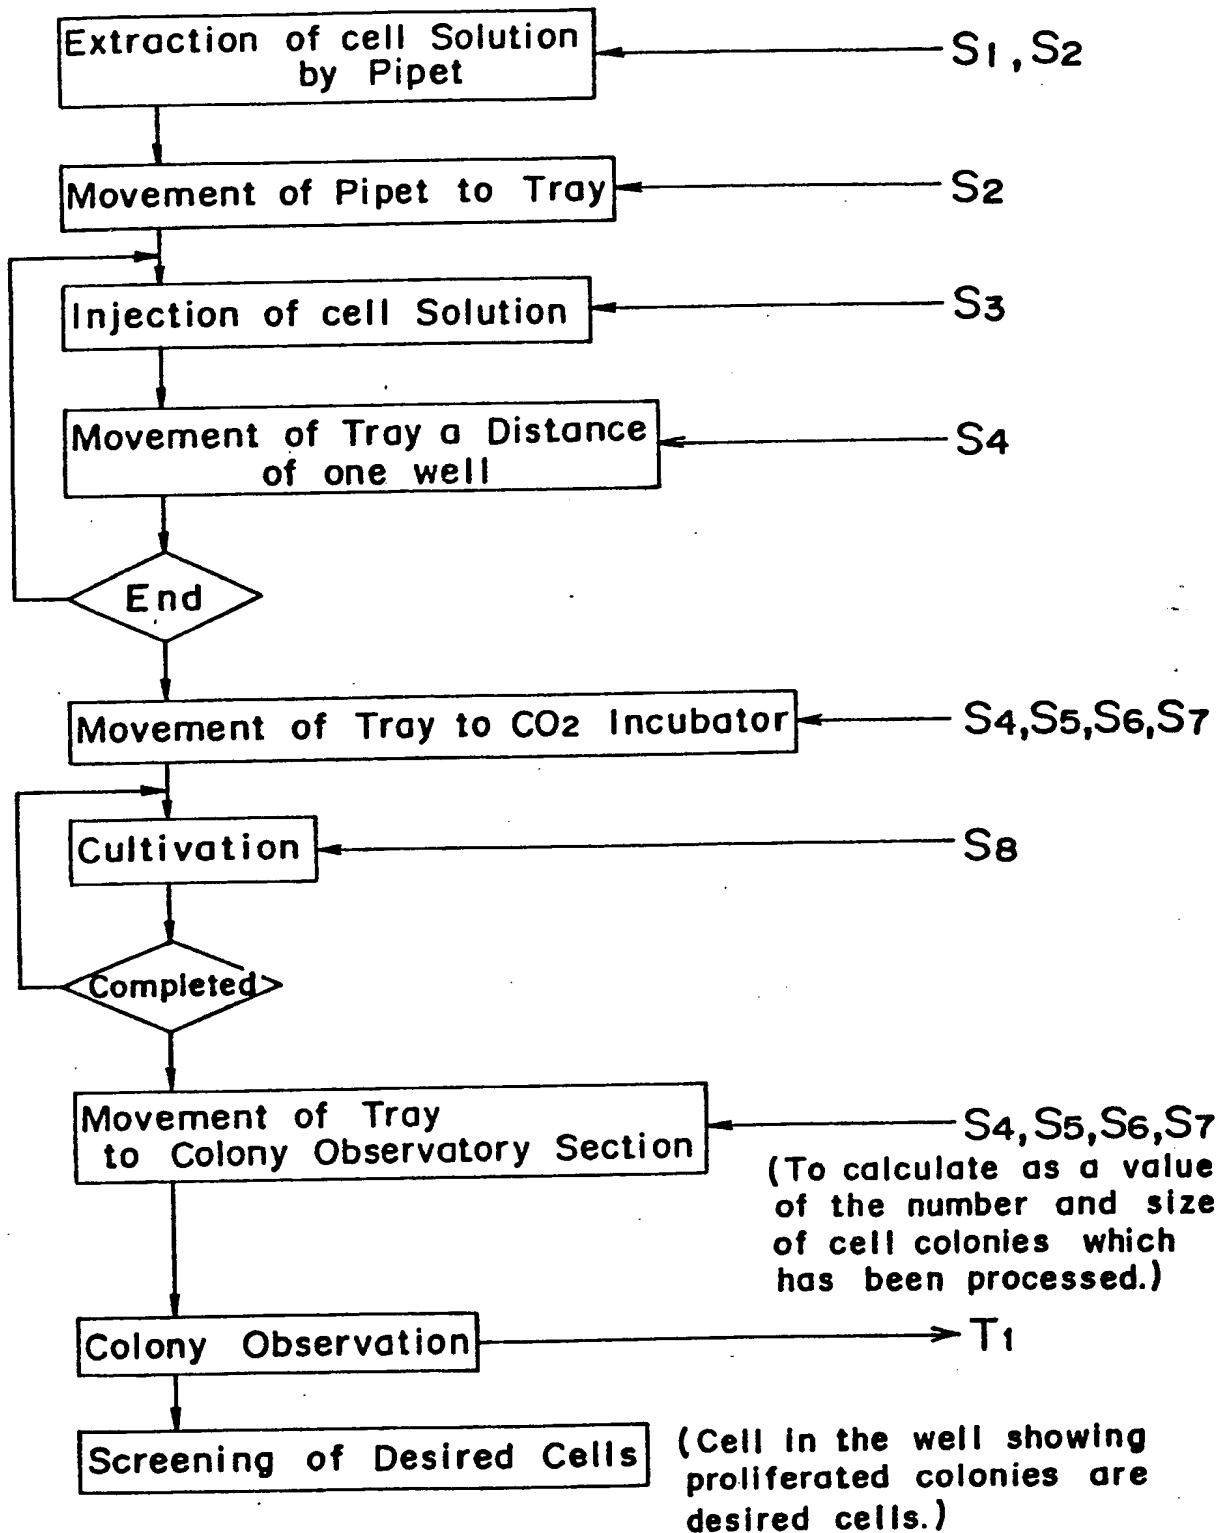 Extraction of cell Solution
by Pipet
S1, S2
Movement of Pipet to Tray
S2
Injection of cell Solution
S3
Movement of Tray a Distance
of one well
S4
End
Movement of Tray to CO2 Incubator
S4, S5, S6, S7
Cultivation
S8
Completed
Movement of Tray
to Colony Observatory Section
S4, S5, S6, S7
(To calculate as a value
of the number and size
of cell colonies which
has been processed.)
Colony Observation
T1
Screening of Desired Cells
(Cell in the well showing
proliferated colonies are
desired cells.)